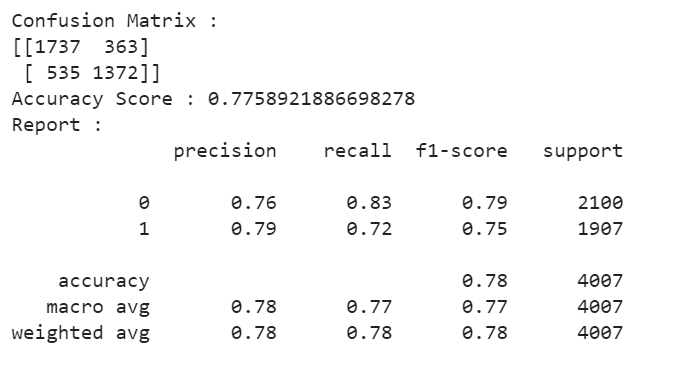 Confusion Matrix :
[[1737  363]
 [ 535 1372]]
Accuracy Score : 0.7758921886698278
Report :
              precision    recall  f1-score   support

           0       0.76      0.83      0.79      2100
           1       0.79      0.72      0.75      1907

    accuracy                           0.78      4007
   macro avg       0.78      0.77      0.77      4007
weighted avg       0.78      0.78      0.78      4007